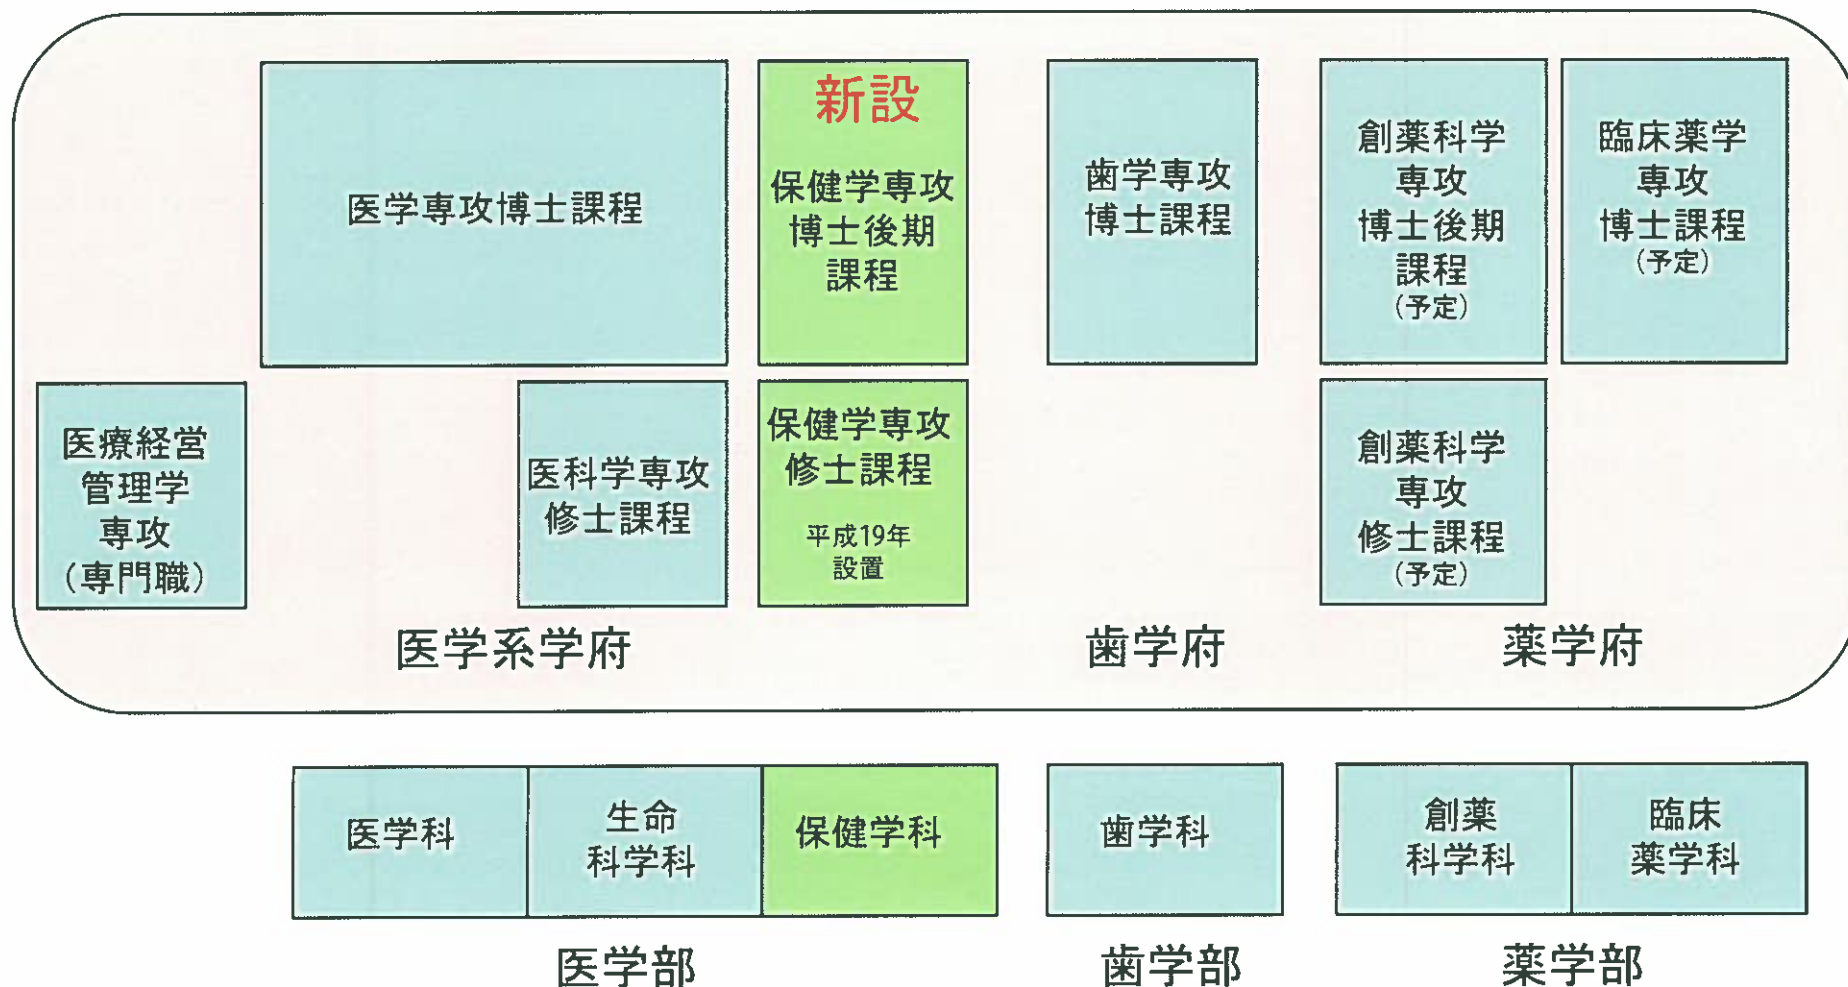 医学専攻博士課程
新設
保健学専攻
博士後期
課程
歯学専攻
博士課程
創薬科学
専攻
博士後期
課程
(予定)
臨床薬学
専攻
博士課程
(予定)
医療経営
管理学
専攻
(専門職)
医科学専攻
修士課程
保健学専攻
修士課程
平成19年
設置
創薬科学
専攻
修士課程
(予定)
医学系学府
歯学府
薬学府
医学科
生命
科学科
保健学科
歯学科
創薬
科学科
臨床
薬学科
医学部
歯学部
薬学部